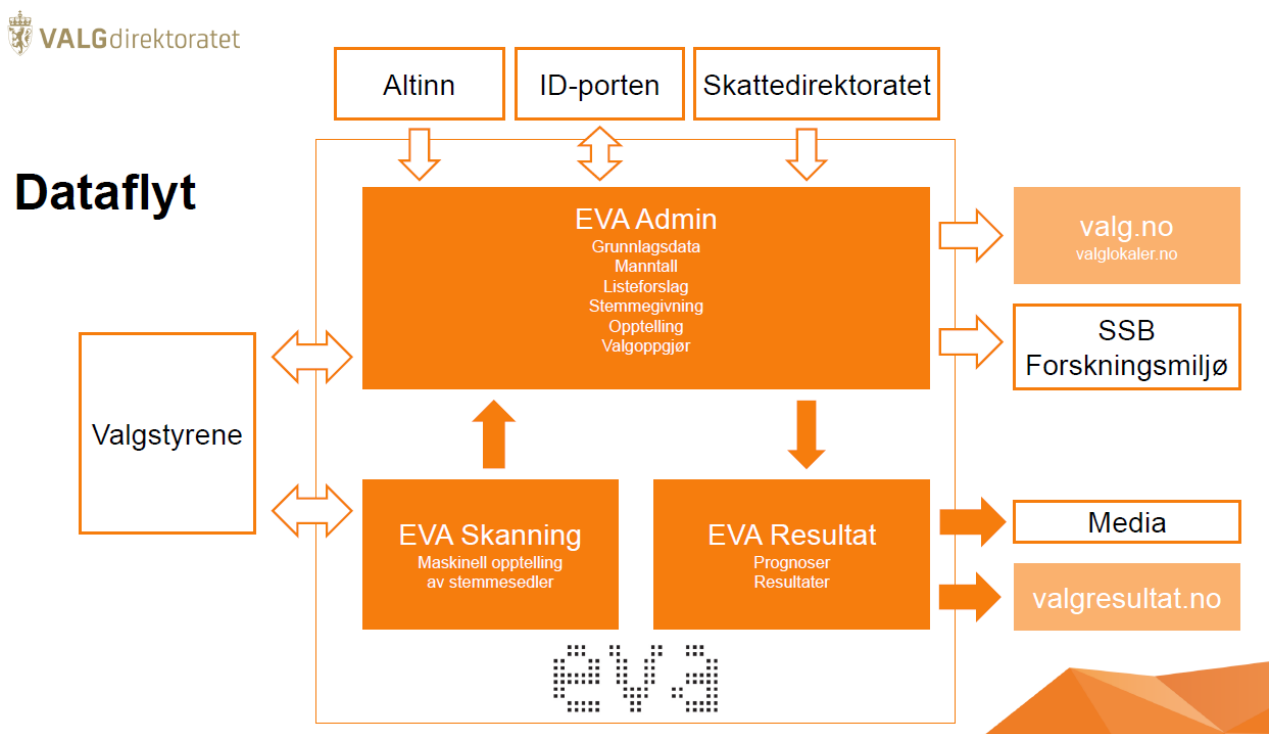 VALGdirektoratet
Altinn
ID-porten
Skattedirektoratet
Dataflyt
EVA Admin
Grunnlagsdata
Manntall
Listeforslag
Stemmegivning
Opptelling
Valgoppgjør
valg.no
valglokaler.no
SSB
Forskningsmiljø
Valgstyrene
EVA Skanning
Maskinell opptelling
av stemmesedler
EVA Resultat
Prognoser
Resultater
Media
valgresultat.no
eva